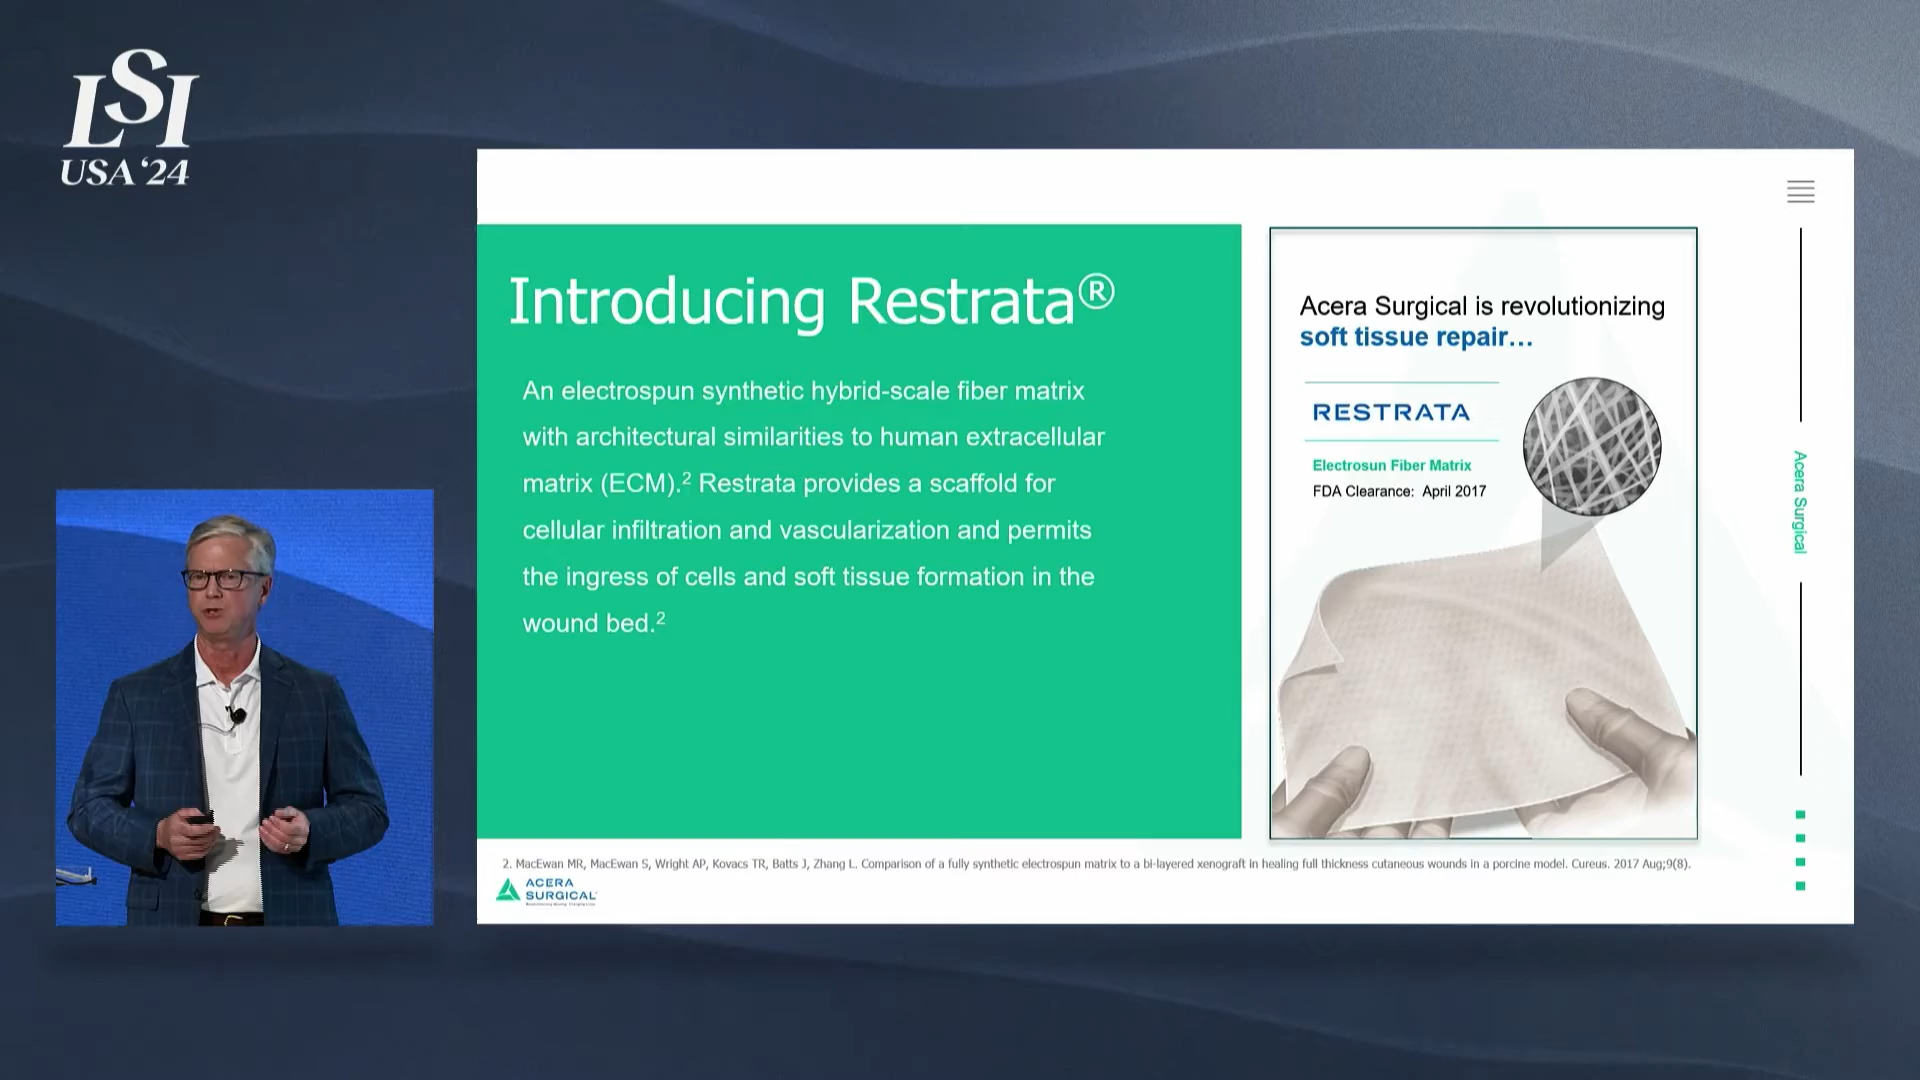 LSI
USA '24
Introducing Restrata®
An electrospun synthetic hybrid-scale fiber matrix
with architectural similarities to human extracellular
matrix (ECM).² Restrata provides a scaffold for
cellular infiltration and vascularization and permits
the ingress of cells and soft tissue formation in the
wound bed.²
Acera Surgical is revolutionizing
soft tissue repair...
RESTRATA
Electrosun Fiber Matrix
FDA Clearance: April 2017
Acera Surgical
2. MacEwan MR, MacEwan S, Wright AP, Kovacs TR, Batts J, Zhang L. Comparison of a fully synthetic electrospun matrix to a bi-layered xenograft in healing full thickness cutaneous wounds in a porcine model. Cureus. 2017 Aug;9(8).
ACERA
SURGICAL